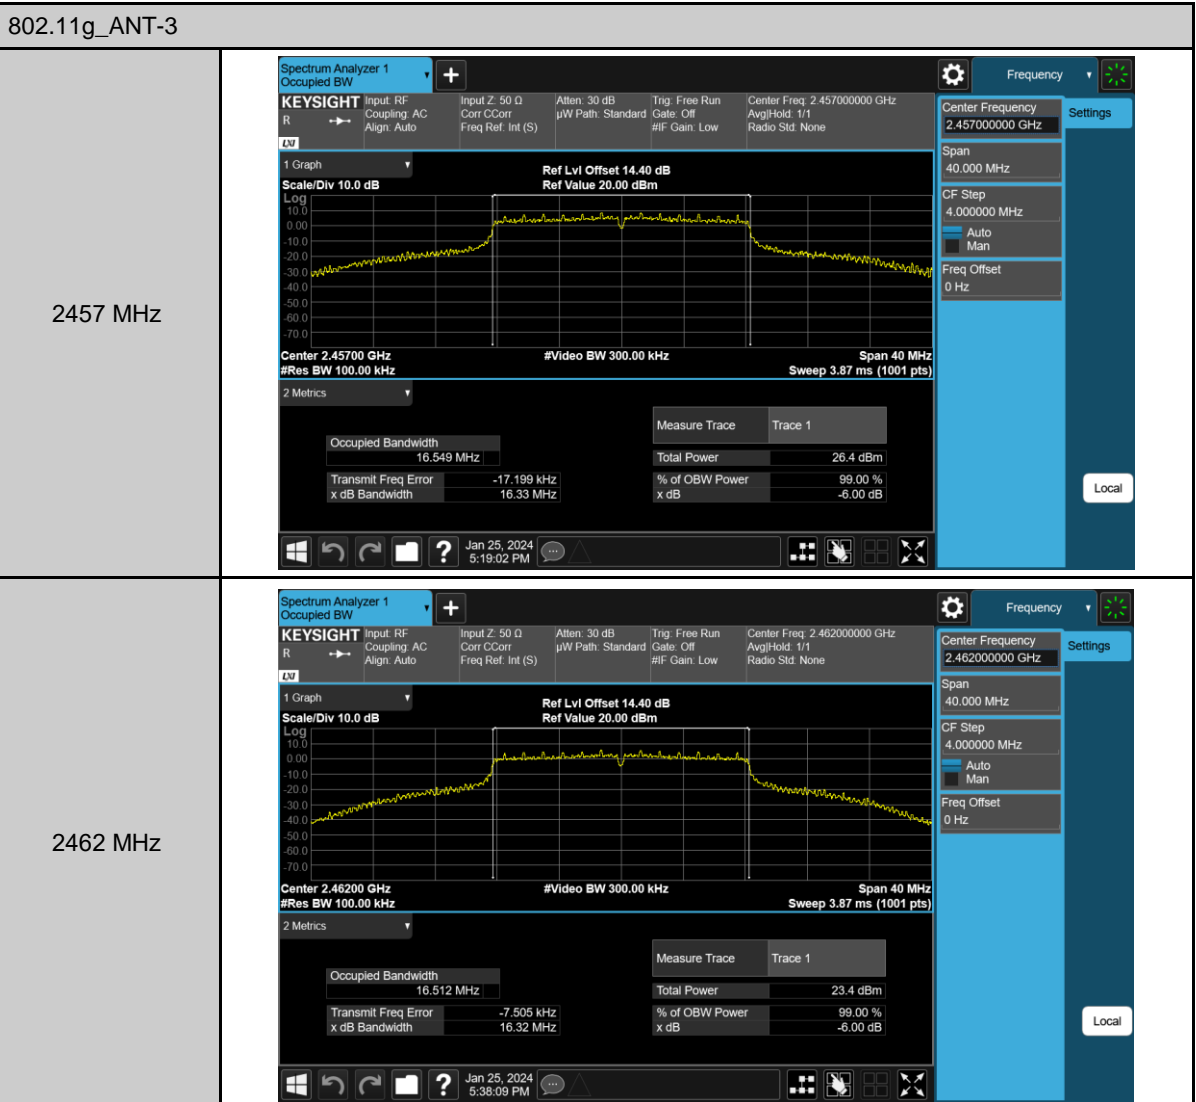 802.11g_ANT-3
2457 MHz
Spectrum Analyzer 1
Occupied BW
Frequency
KEYSIGHT
R
LXI
Input: RF
Coupling: AC
Align: Auto
Input Z: 50 Ω
Corr CCorr
Freq Ref: Int (S)
Atten: 30 dB
µW Path: Standard
Trig: Free Run
Gate: Off
#IF Gain: Low
Center Freq: 2.457000000 GHz
Avg|Hold: 1/1
Radio Std: None
Center Frequency
2.457000000 GHz
Settings
Span
40.000 MHz
CF Step
4.000000 MHz
Auto
Man
Freq Offset
0 Hz
1 Graph
Scale/Div 10.0 dB
Ref Lvl Offset 14.40 dB
Ref Value 20.00 dBm
Log
10.0
0.00
-10.0
-20.0
-30.0
-40.0
-50.0
-60.0
-70.0
Center 2.45700 GHz
#Video BW 300.00 kHz
Span 40 MHz
#Res BW 100.00 kHz
Sweep 3.87 ms (1001 pts)
2 Metrics
Measure Trace Trace 1
Occupied Bandwidth
16.549 MHz
Total Power 26.4 dBm
Transmit Freq Error -17.199 kHz
% of OBW Power 99.00 %
x dB Bandwidth 16.33 MHz
x dB -6.00 dB
Local
?
Jan 25, 2024
5:19:02 PM
2462 MHz
Spectrum Analyzer 1
Occupied BW
Frequency
KEYSIGHT
R
LXI
Input: RF
Coupling: AC
Align: Auto
Input Z: 50 Ω
Corr CCorr
Freq Ref: Int (S)
Atten: 30 dB
µW Path: Standard
Trig: Free Run
Gate: Off
#IF Gain: Low
Center Freq: 2.462000000 GHz
Avg|Hold: 1/1
Radio Std: None
Center Frequency
2.462000000 GHz
Settings
Span
40.000 MHz
CF Step
4.000000 MHz
Auto
Man
Freq Offset
0 Hz
1 Graph
Scale/Div 10.0 dB
Ref Lvl Offset 14.40 dB
Ref Value 20.00 dBm
Log
10.0
0.00
-10.0
-20.0
-30.0
-40.0
-50.0
-60.0
-70.0
Center 2.46200 GHz
#Video BW 300.00 kHz
Span 40 MHz
#Res BW 100.00 kHz
Sweep 3.87 ms (1001 pts)
2 Metrics
Measure Trace Trace 1
Occupied Bandwidth
16.512 MHz
Total Power 23.4 dBm
Transmit Freq Error -7.505 kHz
% of OBW Power 99.00 %
x dB Bandwidth 16.32 MHz
x dB -6.00 dB
Local
?
Jan 25, 2024
5:38:09 PM